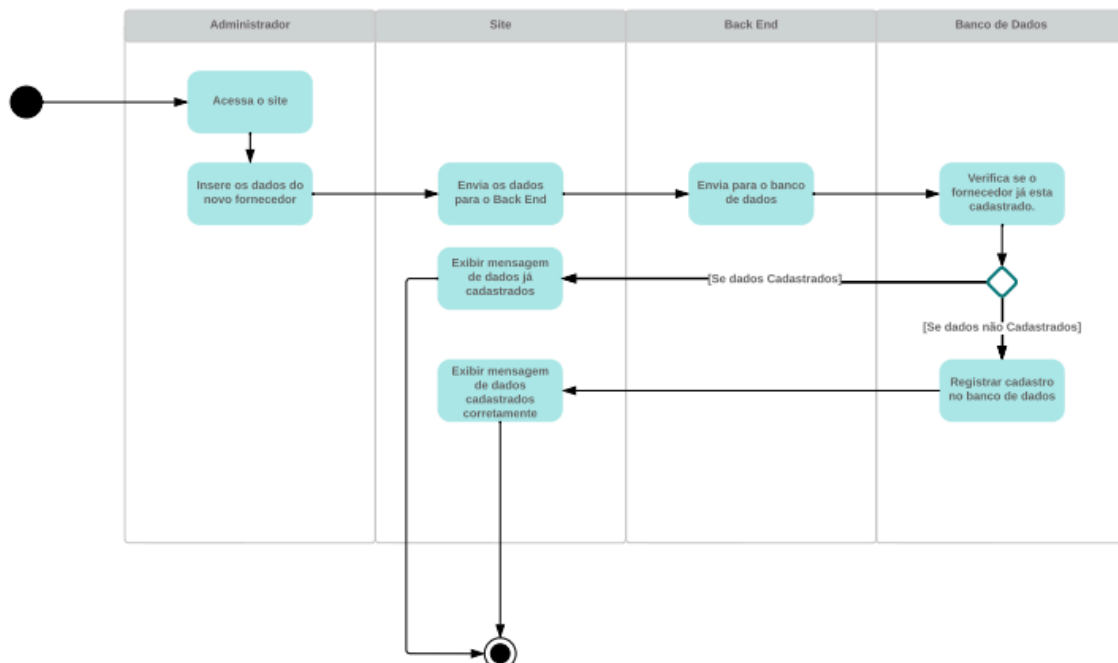 Administrador
Site
Back End
Banco de Dados
Acessa o site
Insere os dados do
novo fornecedor
Envia os dados
para o Back End
Envia para o banco
de dados
Verifica se o
fornecedor já esta
cadastrado.
Exibir mensagem
de dados já
cadastrados
[Se dados Cadastrados]
[Se dados não Cadastrados]
Exibir mensagem
de dados
cadastrados
corretamente
Registrar cadastro
no banco de dados